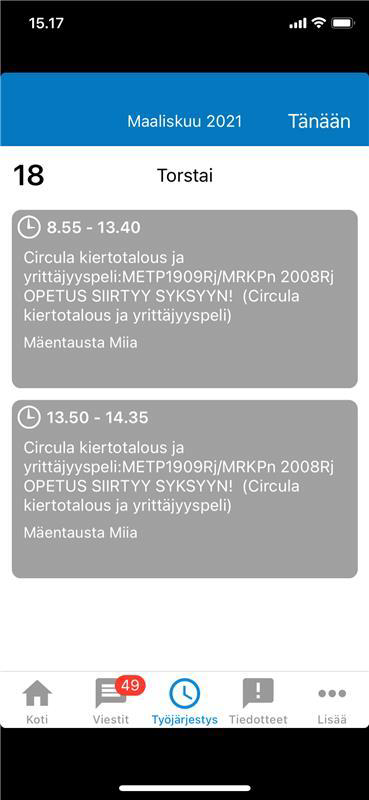 15.17
Maaliskuu 2021 Tänään
18 Torstai
8.55 - 13.40
Circula kiertotalous ja
yrittäjyyspeli:METP1909Rj/MRKPn 2008Rj
OPETUS SIIRTYY SYKSYYN!  (Circula
kiertotalous ja yrittäjyyspeli)
Mäentausta Miia
13.50 - 14.35
Circula kiertotalous ja
yrittäjyyspeli:METP1909Rj/MRKPn 2008Rj
OPETUS SIIRTYY SYKSYYN!  (Circula
kiertotalous ja yrittäjyyspeli)
Mäentausta Miia
49
Koti Viestit Työjärjestys Tiedotteet Lisää